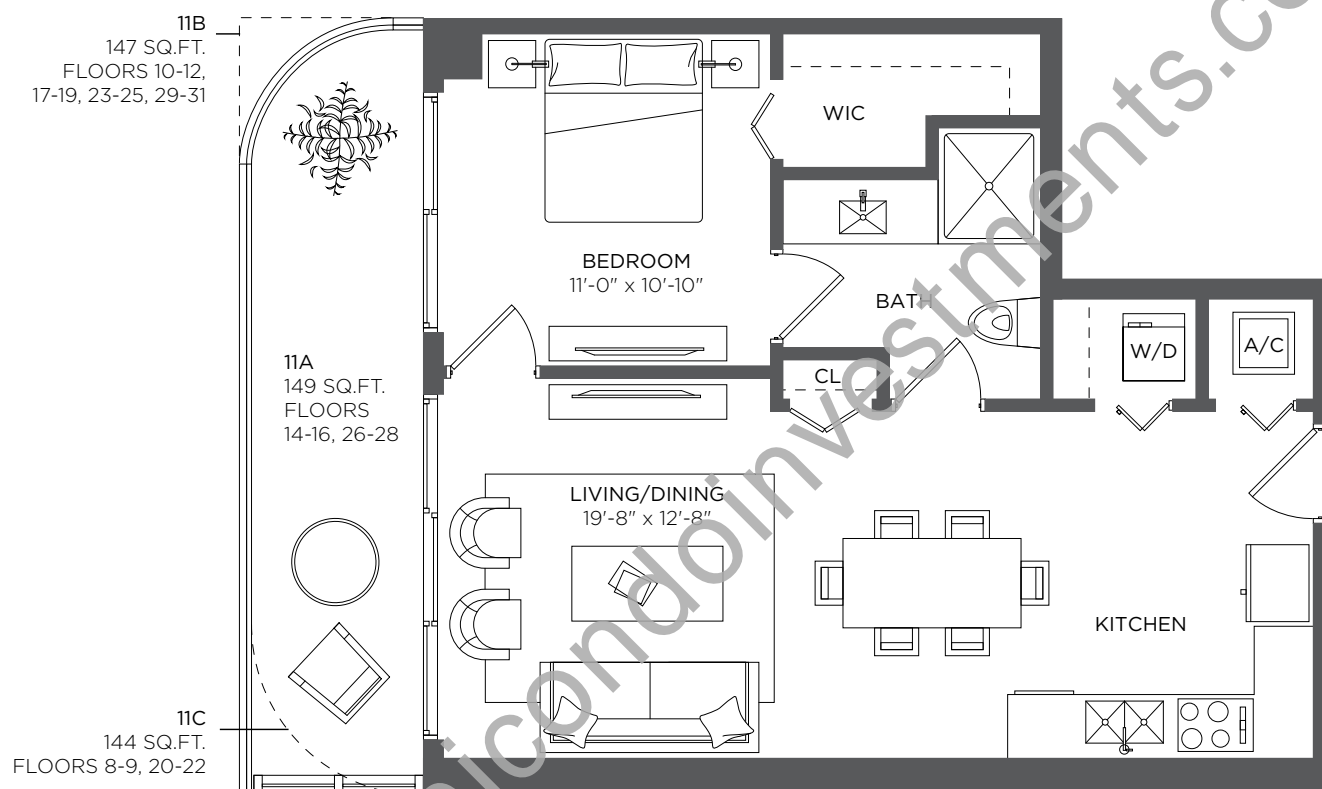 11B
147 SQ.FT.
FLOORS 10-12,
17-19, 23-25, 29-31
WIC
BEDROOM
11'-0" x 10'-10"
BATH
W/D
A/C
11A
149 SQ.FT.
FLOORS
14-16, 26-28
CL
LIVING/DINING
19'-8" x 12'-8"
KITCHEN
11C
144 SQ.FT.
FLOORS 8-9, 20-22